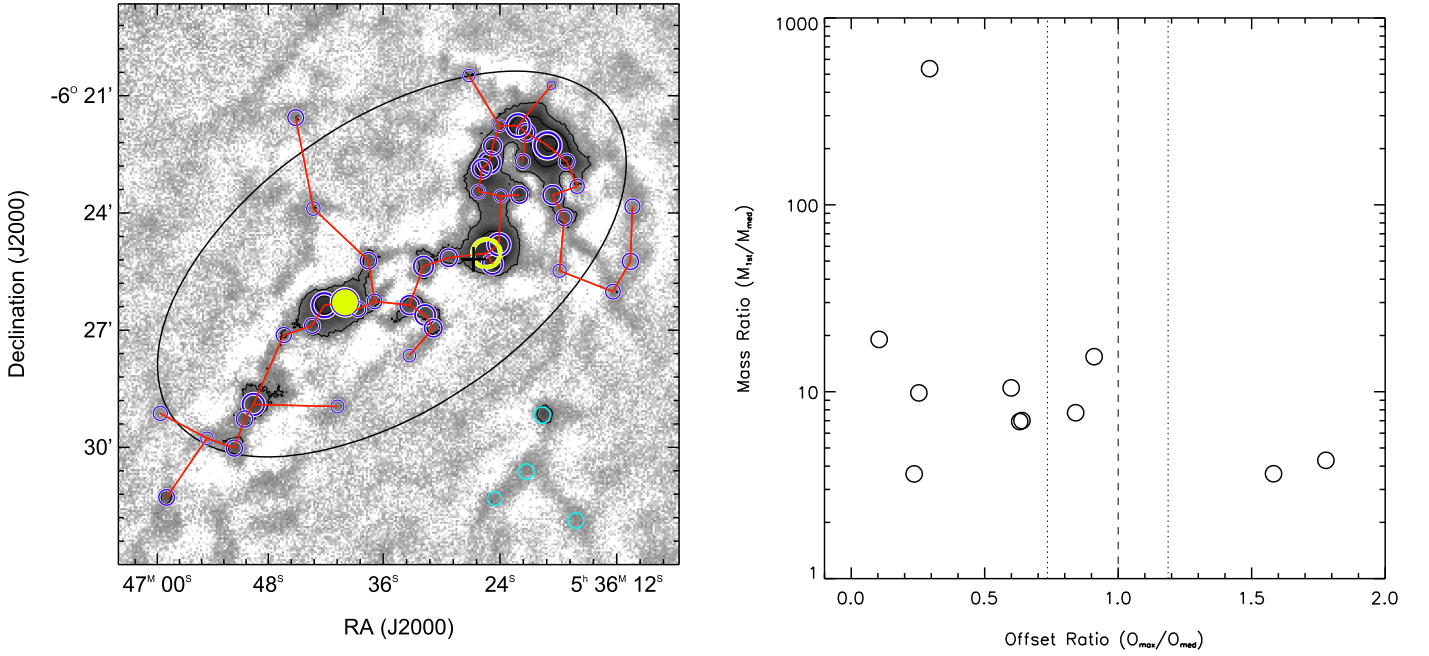 Declination (J2000)
-6° 21'
24'
27'
30'
47ᴹ 00ˢ
48ˢ
36ˢ
24ˢ
5ʰ 36ᴹ 12ˢ
RA (J2000)
Mass Ratio (M1st/Mmed)
1000
100
10
1
0.0
0.5
1.0
1.5
2.0
Offset Ratio (Omax/Omed)